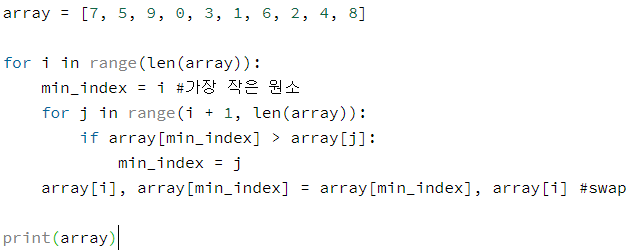 array = [7, 5, 9, 0, 3, 1, 6, 2, 4, 8]
for i in range(len(array)):
    min_index = i #가장 작은 원소
    for j in range(i + 1, len(array)):
        if array[min_index] > array[j]:
            min_index = j
    array[i], array[min_index] = array[min_index], array[i] #swap
print(array)